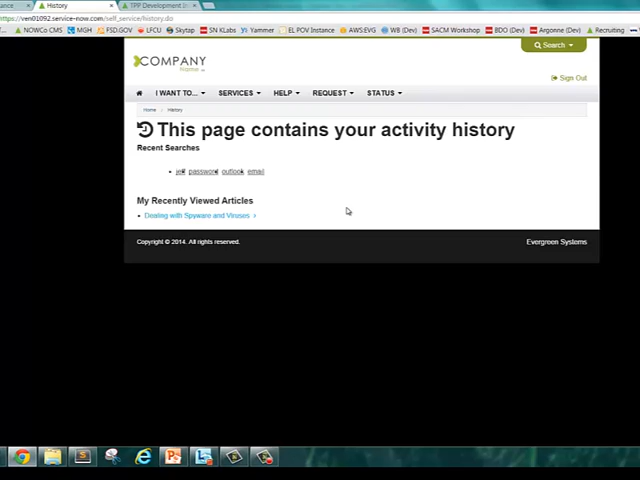 History
TPP Development I
https://ven01092.service-now.com/self_service/history.do
NOWCo CMS MGH FSD.GOV LFCU Skytap SN KLabs Yammer EL POV Instance AWS:EVG WB (Dev) SACM Workshop BDO (Dev) Argonne (Dev) Recruiting
Search
COMPANY
Name
Sign Out
I WANT TO... SERVICES HELP REQUEST STATUS
Home History
This page contains your activity history
Recent Searches
password outlook email
My Recently Viewed Articles
Dealing with Spyware and Viruses
Copyright © 2014. All rights reserved. Evergreen Systems